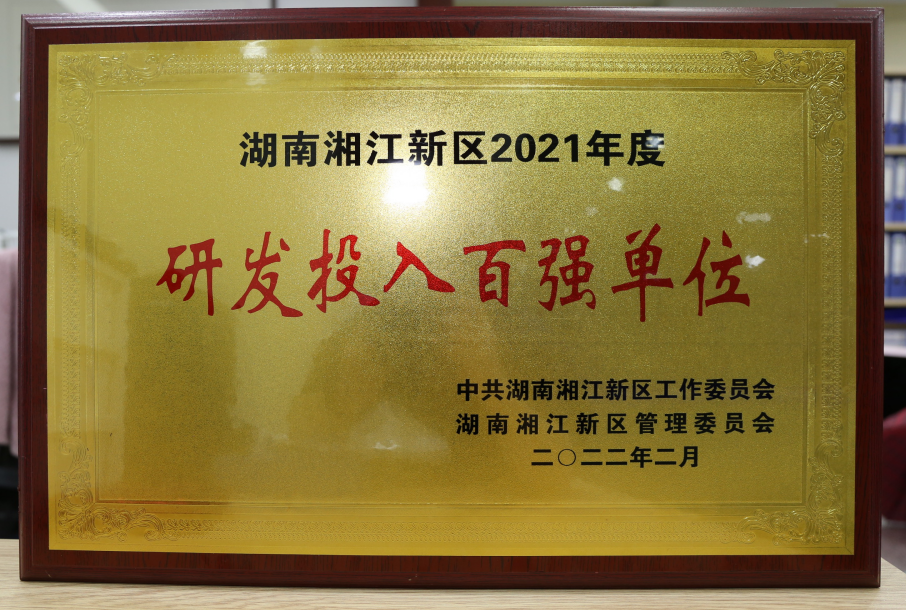 湖南湘江新区2021年度
研发投入百强单位
中共湖南湘江新区工作委员会
湖南湘江新区管理委员会
二〇二二年二月